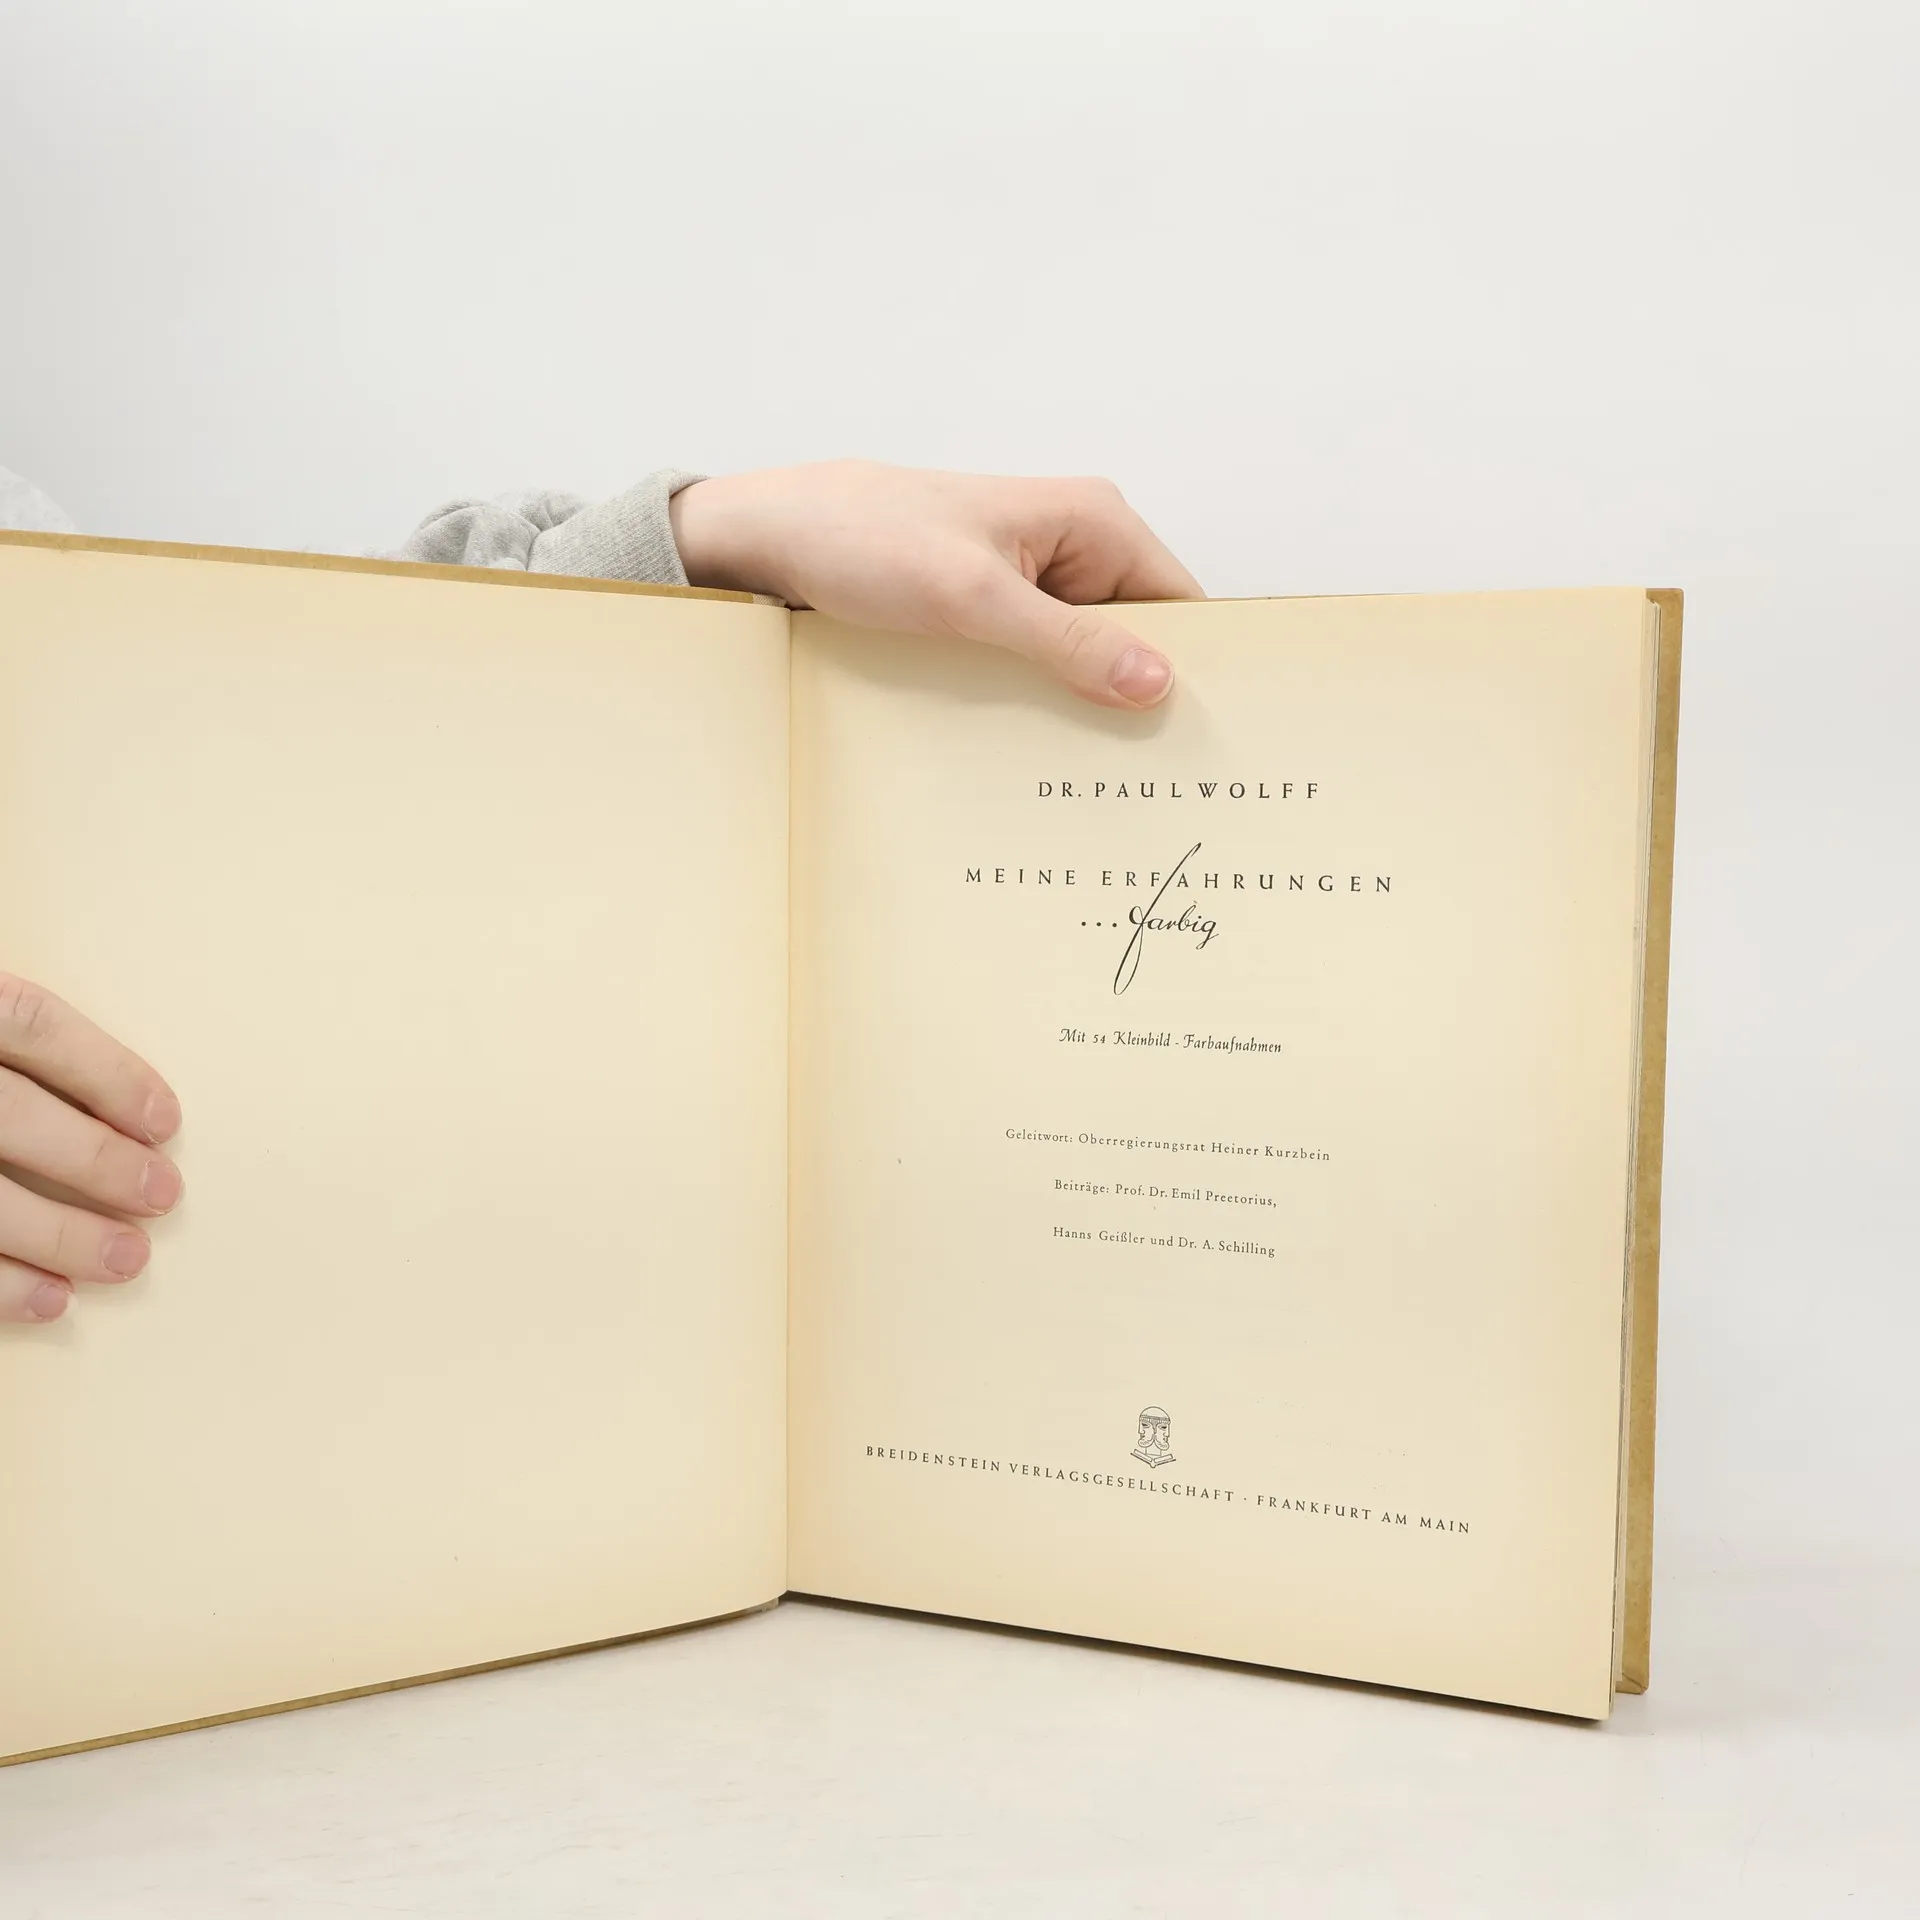 DR. PAUL WOLFF
MEINE ERFAHRUNGEN
... farbig
Mit 54 Kleinbild - Farbaufnahmen
Geleitwort: Oberregierungsrat Heiner Kurzbein
Beiträge: Prof. Dr. Emil Preetorius,
Hanns Geißler und Dr. A. Schilling
BREIDENSTEIN VERLAGSGESELLSCHAFT · FRANKFURT AM MAIN